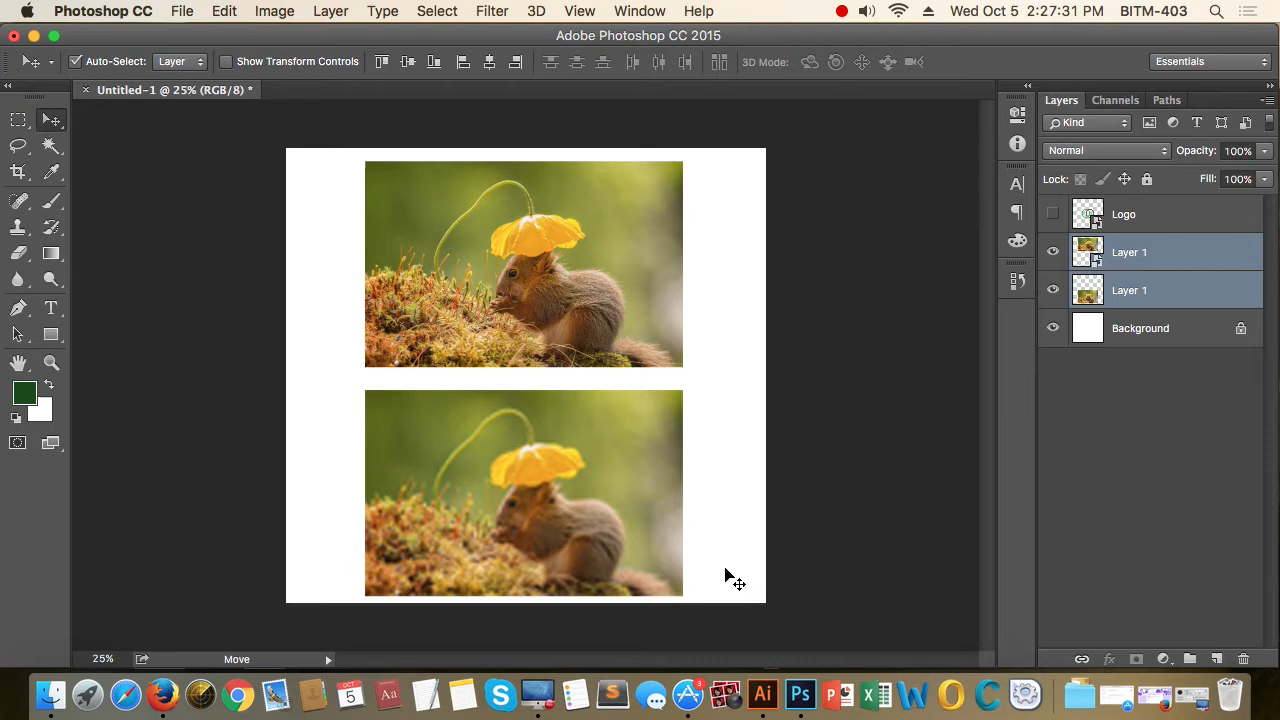 Photoshop CC File Edit Image Layer Type Select Filter 3D View Window Help Wed Oct 5 2:27:31 PM BITM-403
Adobe Photoshop CC 2015
Auto-Select: Layer Show Transform Controls 3D Mode: Essentials
Untitled-1 @ 25% (RGB/8) *
Layers Channels Paths
Kind
Normal Opacity: 100%
Lock: Fill: 100%
Logo
Layer 1
Layer 1
Background
25% Move